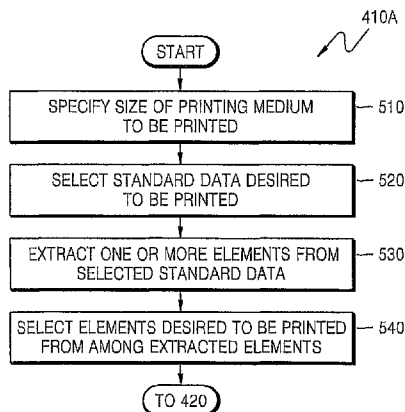 410A
START
SPECIFY SIZE OF PRINTING MEDIUM
TO BE PRINTED
510
SELECT STANDARD DATA DESIRED
TO BE PRINTED
520
EXTRACT ONE OR MORE ELEMENTS FROM
SELECTED STANDARD DATA
530
SELECT ELEMENTS DESIRED TO BE PRINTED
FROM AMONG EXTRACTED ELEMENTS
540
TO 420